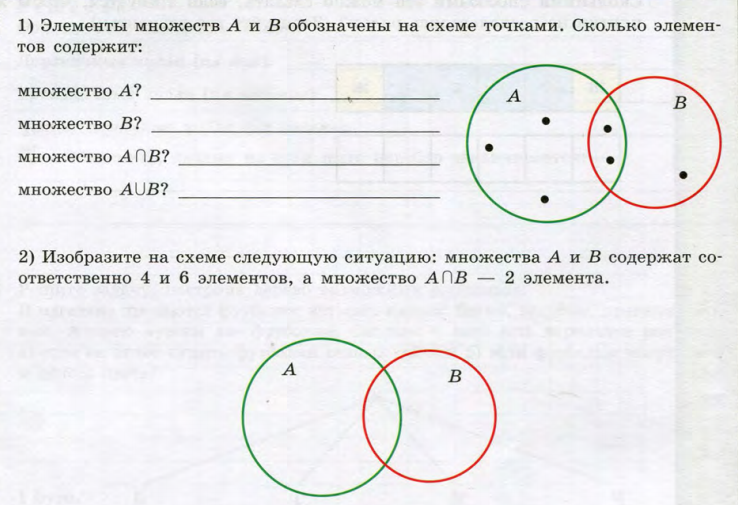 1) Элементы множеств A и B обозначены на схеме точками. Сколько элемен-
тов содержит:
множество A?
множество B?
множество A∩B?
множество A∪B?
A
B
2) Изобразите на схеме следующую ситуацию: множества A и B содержат со-
ответственно 4 и 6 элементов, а множество A∩B — 2 элемента.
A
B